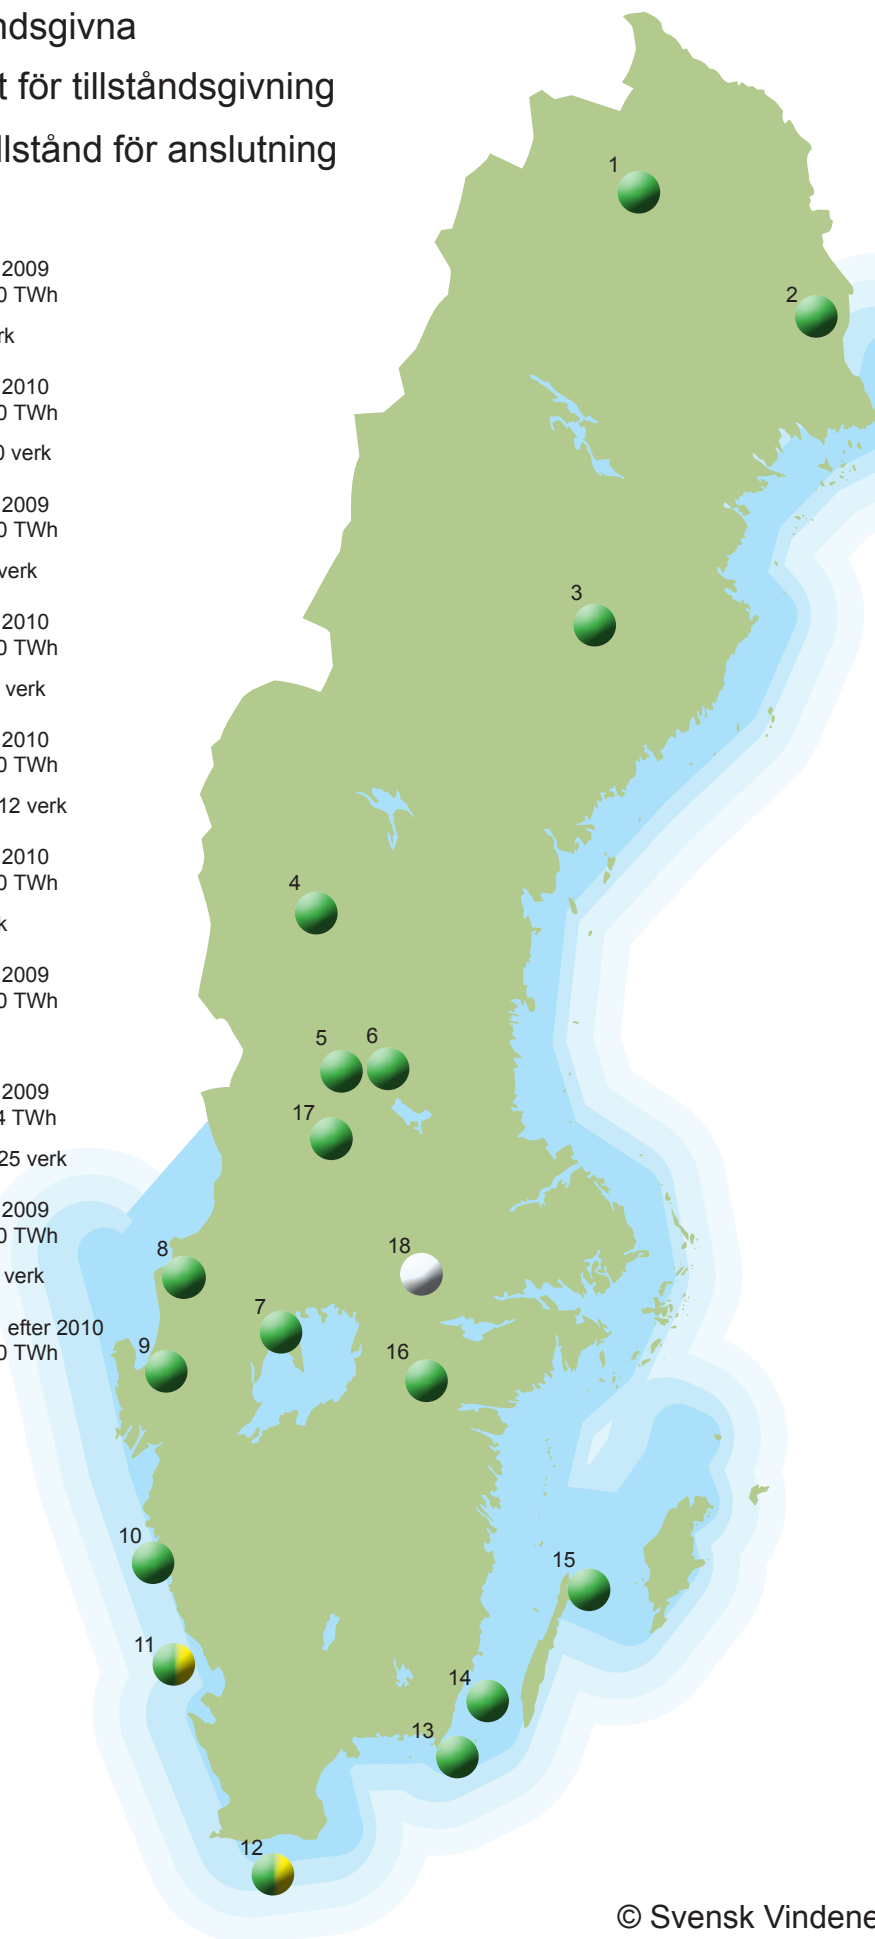 ndsgivna
t för tillståndsgivning
llstånd för anslutning
2009
0 TWh
rk
2010
0 TWh
0 verk
2009
0 TWh
verk
2010
0 TWh
verk
2010
0 TWh
12 verk
2010
0 TWh
k
2009
0 TWh
2009
4 TWh
25 verk
2009
0 TWh
verk
efter 2010
0 TWh
1
2
3
4
5
6
17
8
18
7
9
16
10
15
11
14
13
12
© Svensk Vindene